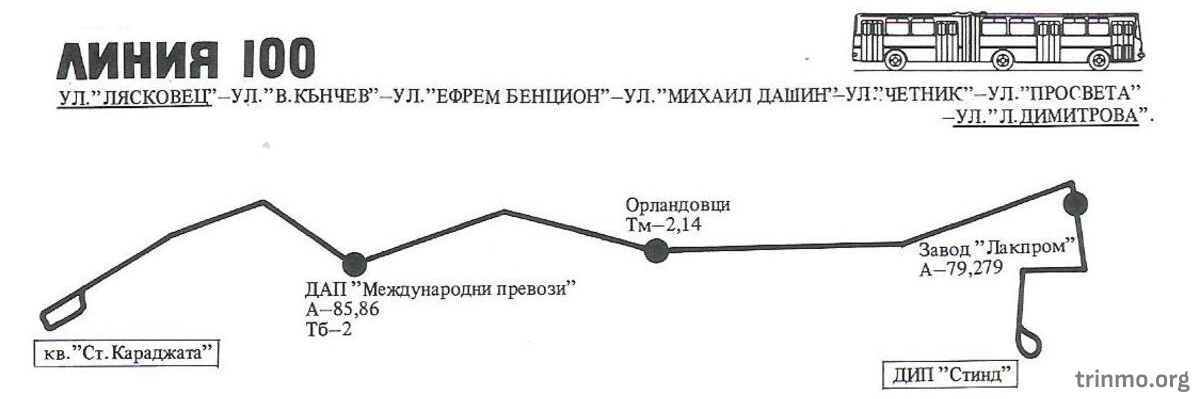 ЛИНИЯ 100
УЛ."ЛЯСКОВЕЦ"–УЛ."В.КЪНЧЕВ"–УЛ."ЕФРЕМ БЕНЦИОН"–УЛ."МИХАИЛ ДАШИН"–УЛ."ЧЕТНИК"–УЛ."ПРОСВЕТА"
–УЛ."Л.ДИМИТРОВА".
Орландовци
Тм–2,14
Завод "Лакпром"
А–79,279
ДАП "Международни превози"
А–85,86
Тб–2
кв."Ст.Караджата"
ДИП "Стинд"
trinmo.org